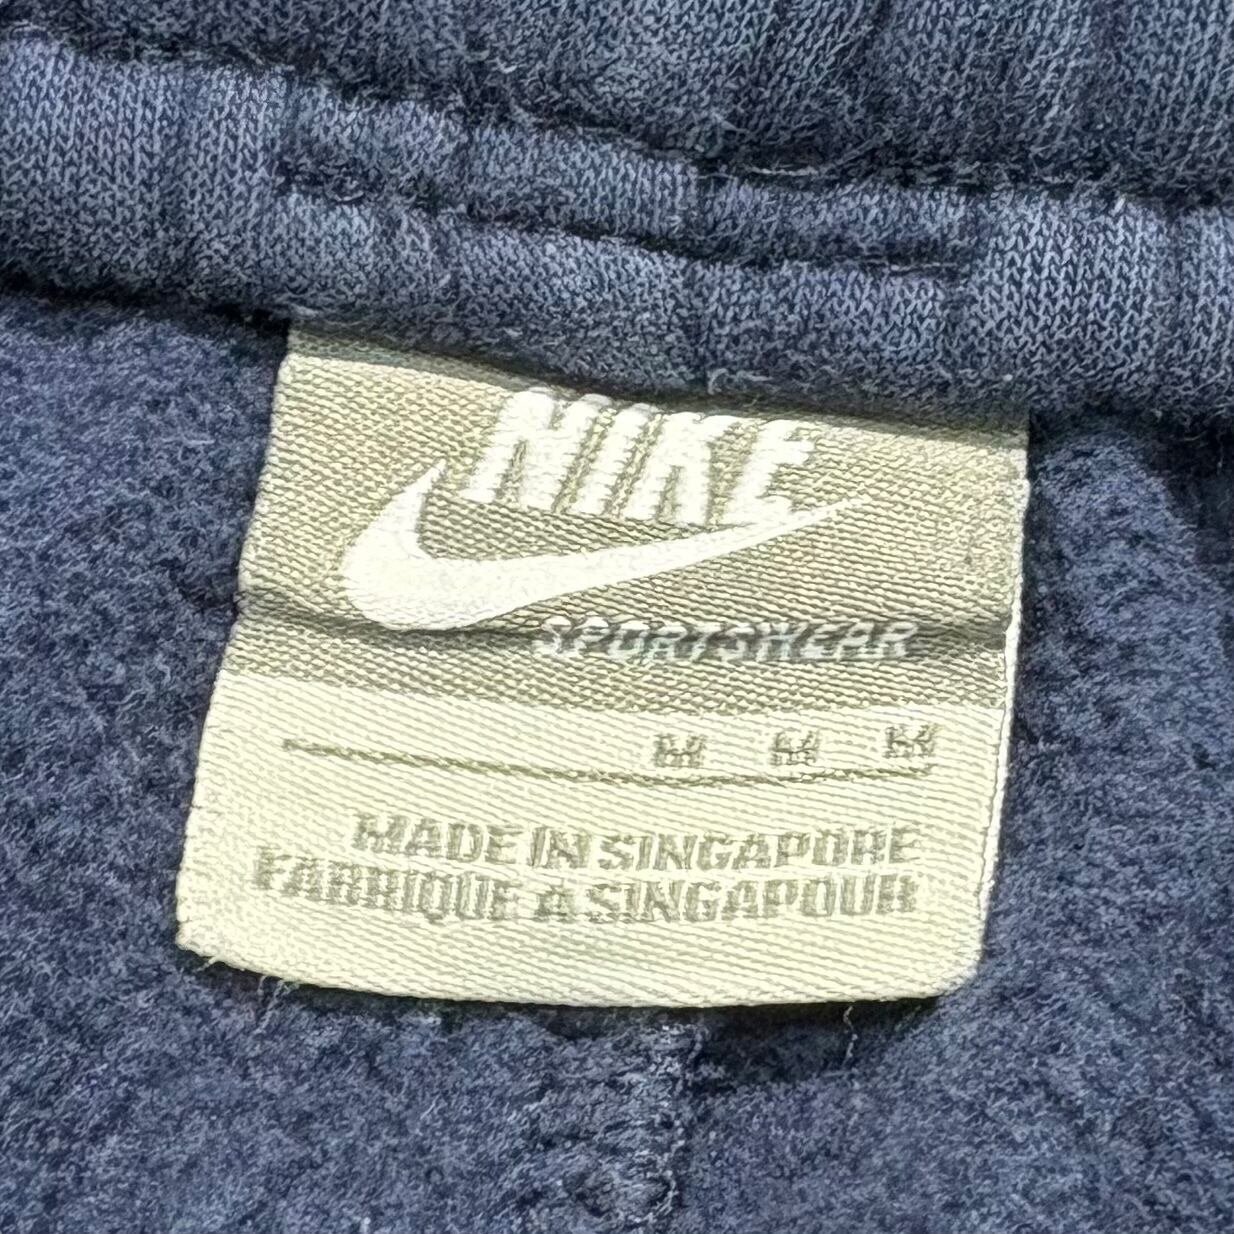 NIKE
SPORTSWEAR
M M M
MADE IN SINGAPORE
FABRIQUE A SINGAPOUR